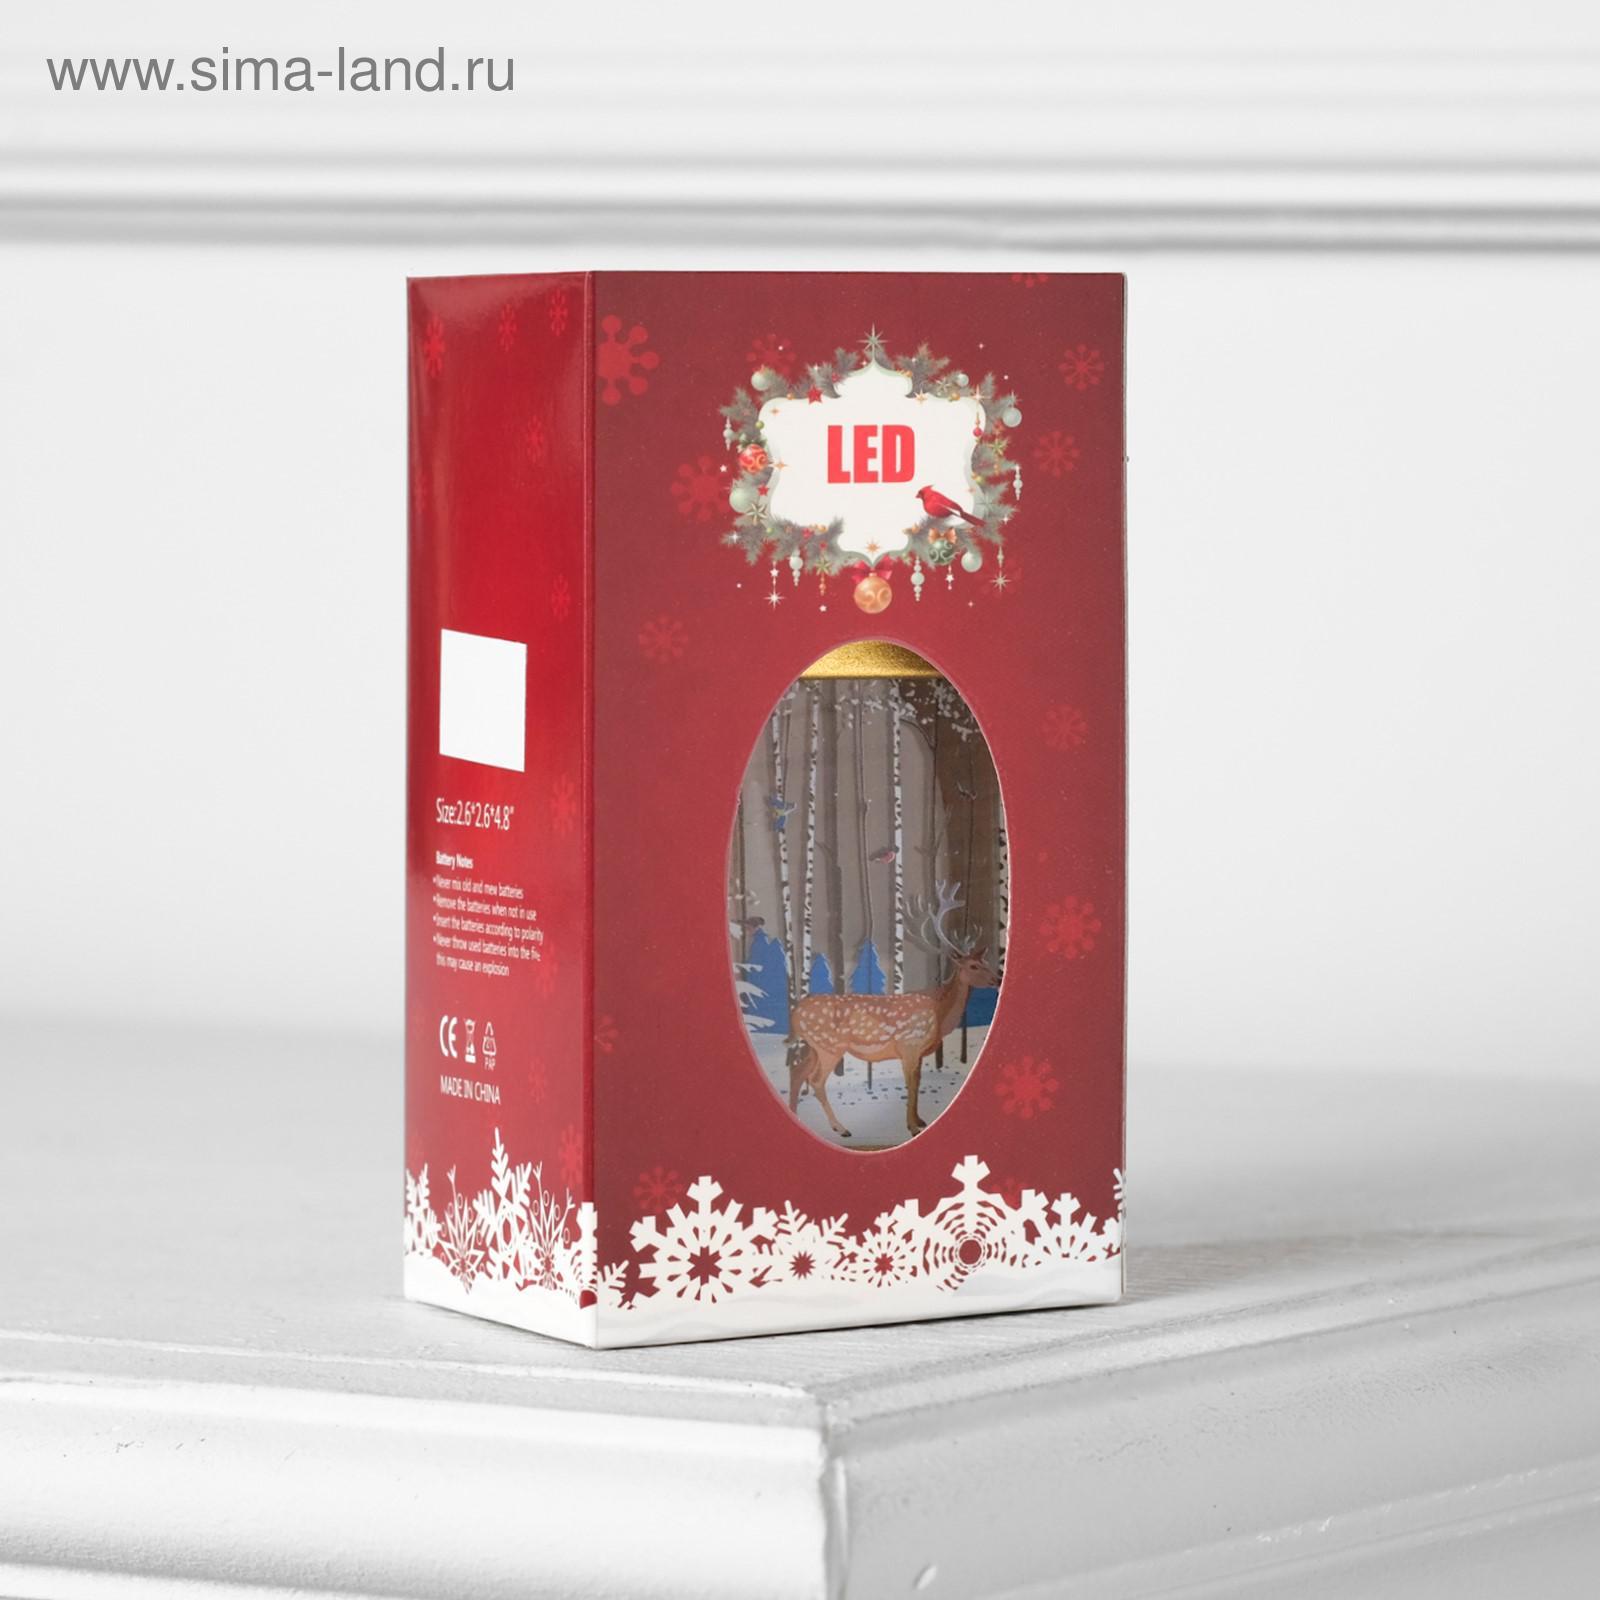 www.sima-land.ru
LED
Size:2.6*2.6*4.8"
Battery Notes
•Never mix old and mew batteries
•Remove the batteries when not in use
•Insert the batteries according to polarity
•Never throw used batteries into the fire,
this may cause an explosion
CE
PAP
MADE IN CHINA